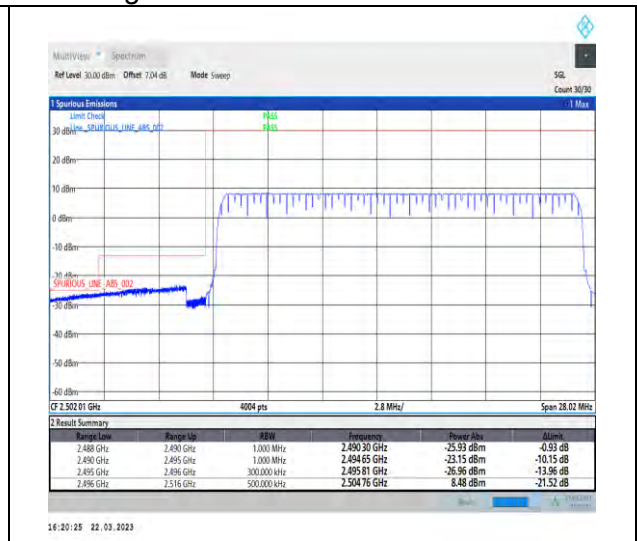 MultiView Spectrum
Ref Level 30.00 dBm Offset 7.04 dB Mode Sweep SGL
Count 30/30
1 Spurious Emissions 1 Max
Limit Check PASS
Line _SPURIOUS_LINE_ABS_002 PASS
30 dBm
20 dBm
10 dBm
0 dBm
-10 dBm
-20 dBm
SPURIOUS_LINE_ABS_002
-30 dBm
-40 dBm
-50 dBm
-60 dBm
CF 2.502 01 GHz 4004 pts 2.8 MHz/ Span 28.02 MHz
2 Result Summary
Range Low Range Up RBW Frequency Power Abs ΔLimit
2.488 GHz 2.490 GHz 1.000 MHz 2.490 30 GHz -25.93 dBm -0.93 dB
2.490 GHz 2.495 GHz 1.000 MHz 2.494 65 GHz -23.15 dBm -10.15 dB
2.495 GHz 2.496 GHz 300.000 kHz 2.495 81 GHz -26.96 dBm -13.96 dB
2.496 GHz 2.516 GHz 500.000 kHz 2.504 76 GHz 8.48 dBm -21.52 dB
16:20:25 22.03.2023